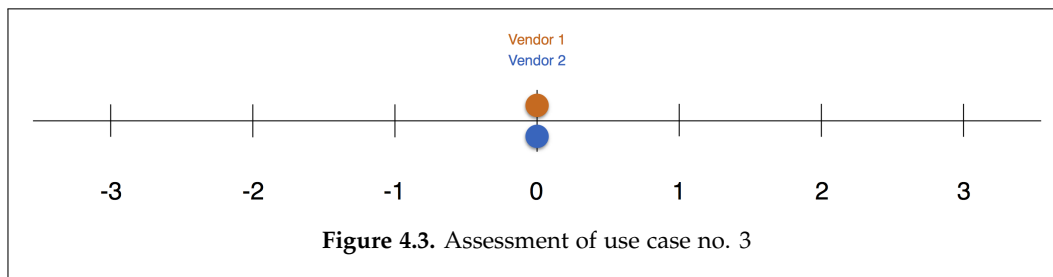 Vendor 1
Vendor 2
-3 -2 -1 0 1 2 3
Figure 4.3. Assessment of use case no. 3